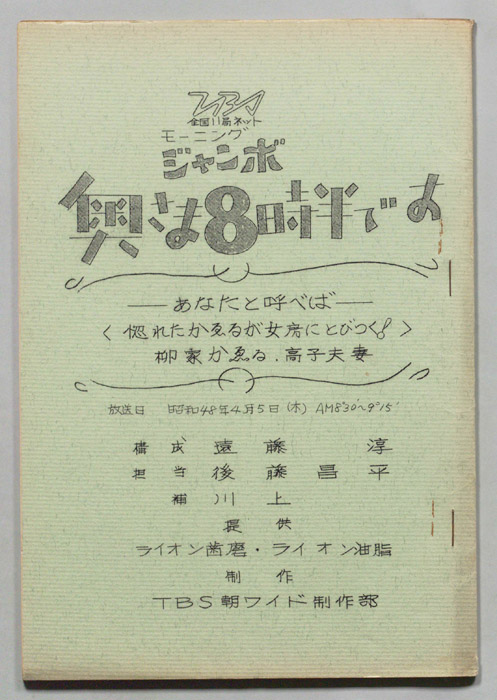 TBS
全国11局ネット
モーニング
ジャンボ
奥さま8時半です
——あなたと呼べば——
〈惚れたかゑるが女房にとびつく!〉
柳家かゑる、高子夫妻
放送日 昭和48年4月5日(木) AM8°30'〜9°15'
構成 遠藤 淳
担当 後藤昌平
補 川上
提供
ライオン歯磨・ライオン油脂
制作
TBS朝ワイド制作部